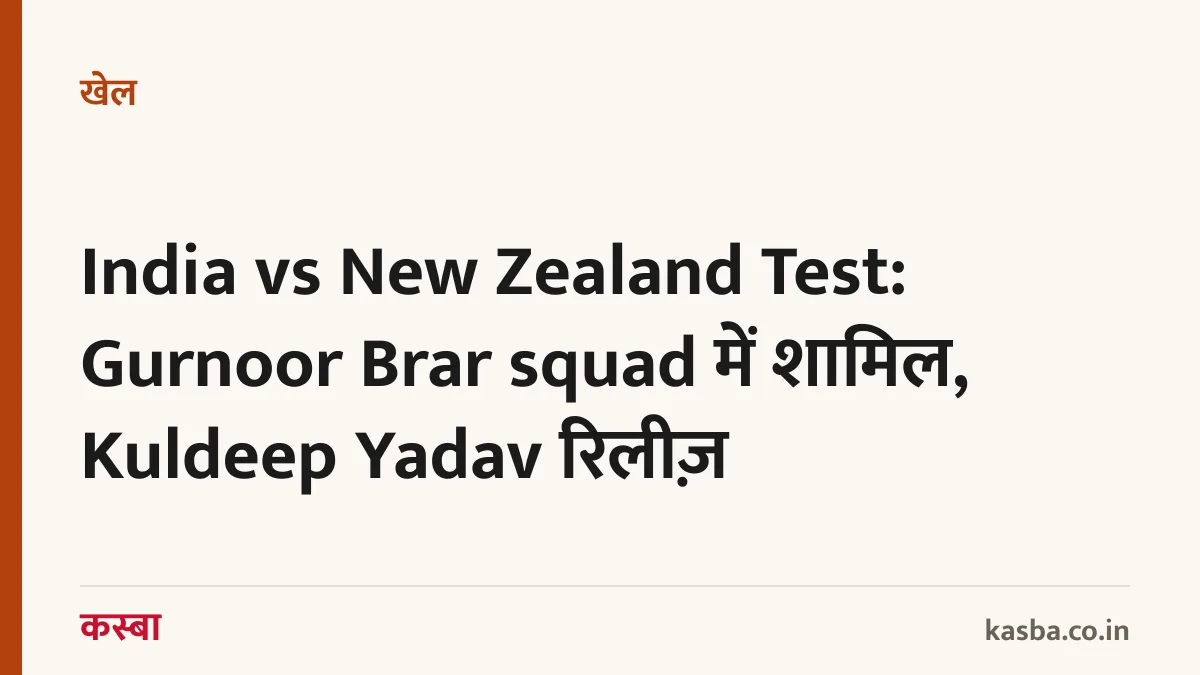 खेल
India vs New Zealand Test:
Gurnoor Brar squad में शामिल,
Kuldeep Yadav रिलीज़
कस्बा
kasba.co.in